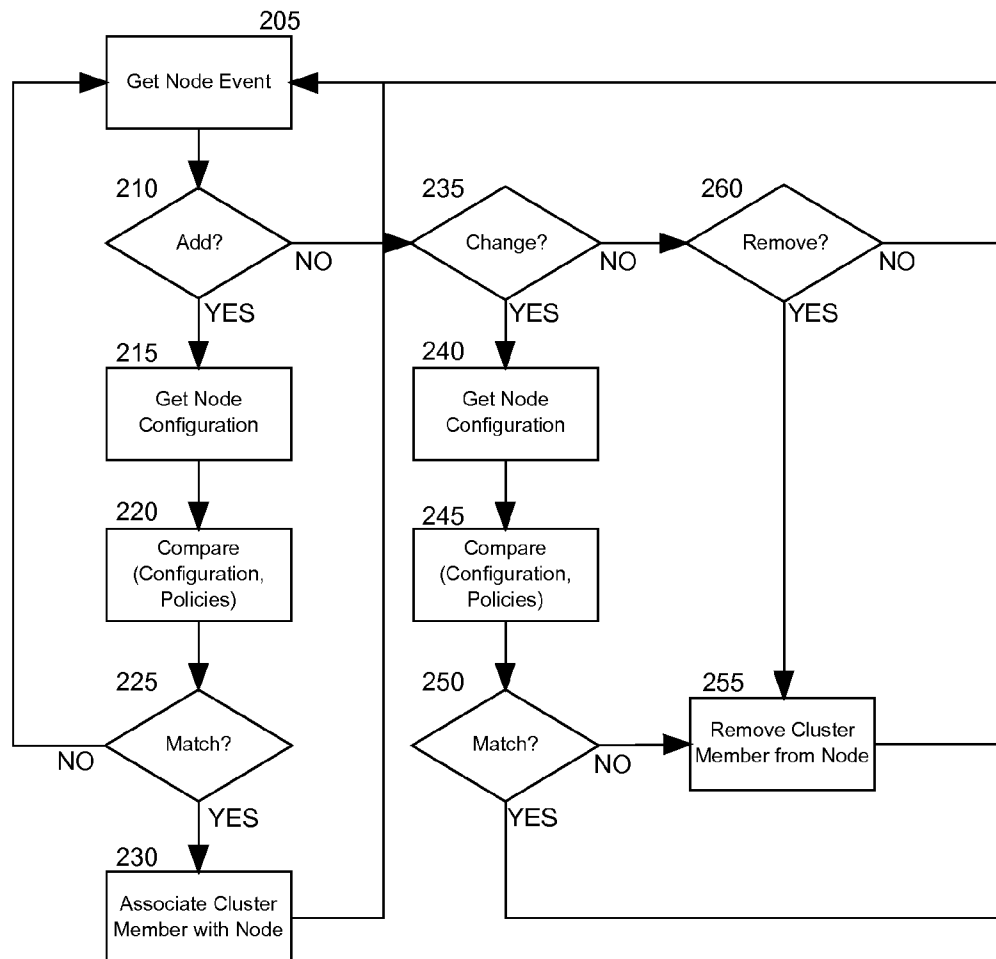 205
Get Node Event
210
Add?
NO
YES
235
Change?
NO
YES
260
Remove?
NO
YES
215
Get Node
Configuration
240
Get Node
Configuration
220
Compare
(Configuration,
Policies)
245
Compare
(Configuration,
Policies)
225
Match?
NO
YES
250
Match?
NO
YES
255
Remove Cluster
Member from Node
230
Associate Cluster
Member with Node